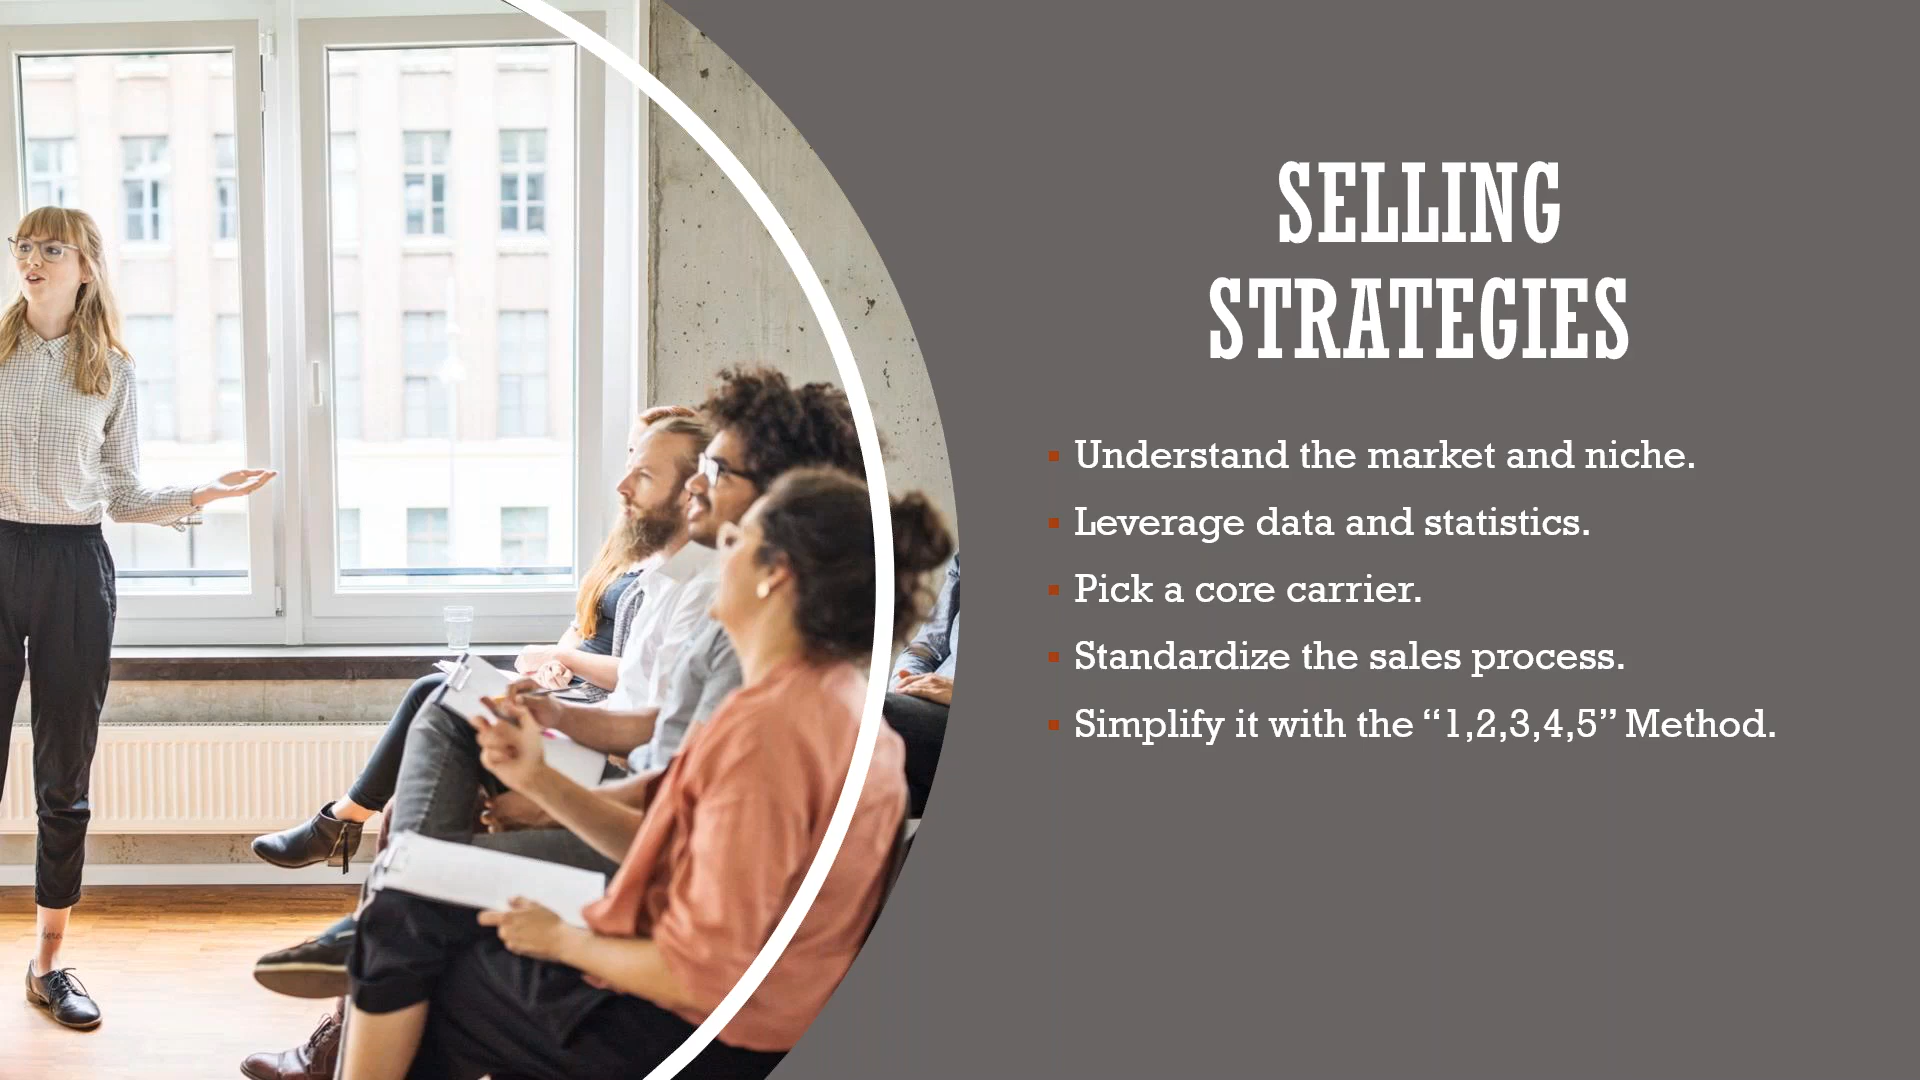 SELLING
STRATEGIES
Understand the market and niche.
Leverage data and statistics.
Pick a core carrier.
Standardize the sales process.
Simplify it with the “1,2,3,4,5” Method.